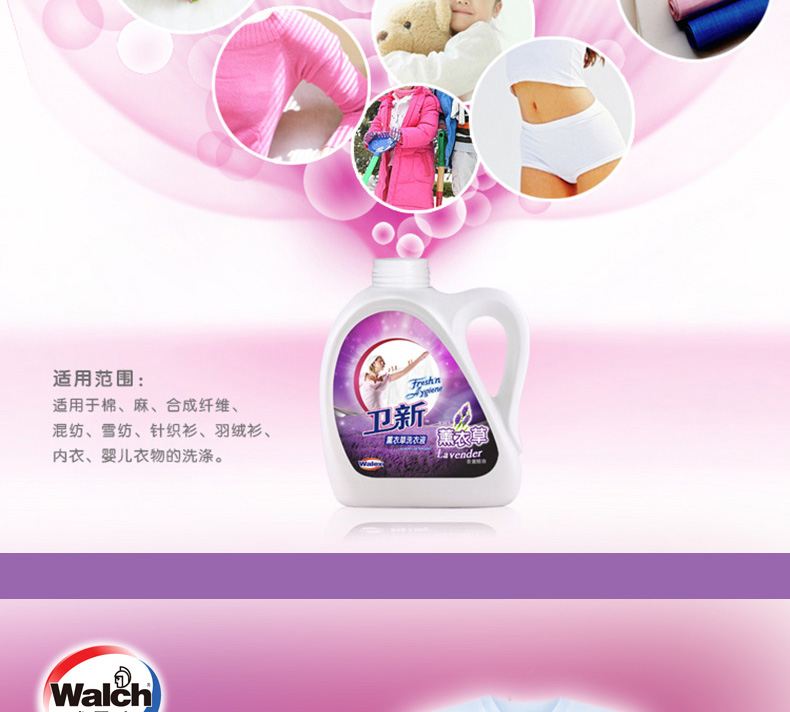 适用范围：
适用于棉、麻、合成纤维、
混纺、雪纺、针织衫、羽绒衫、
内衣、婴儿衣物的洗涤。
Fresh'n
Hygiene
卫新
薰衣草洗衣液
薰衣草
Lavender
Walch
Walch